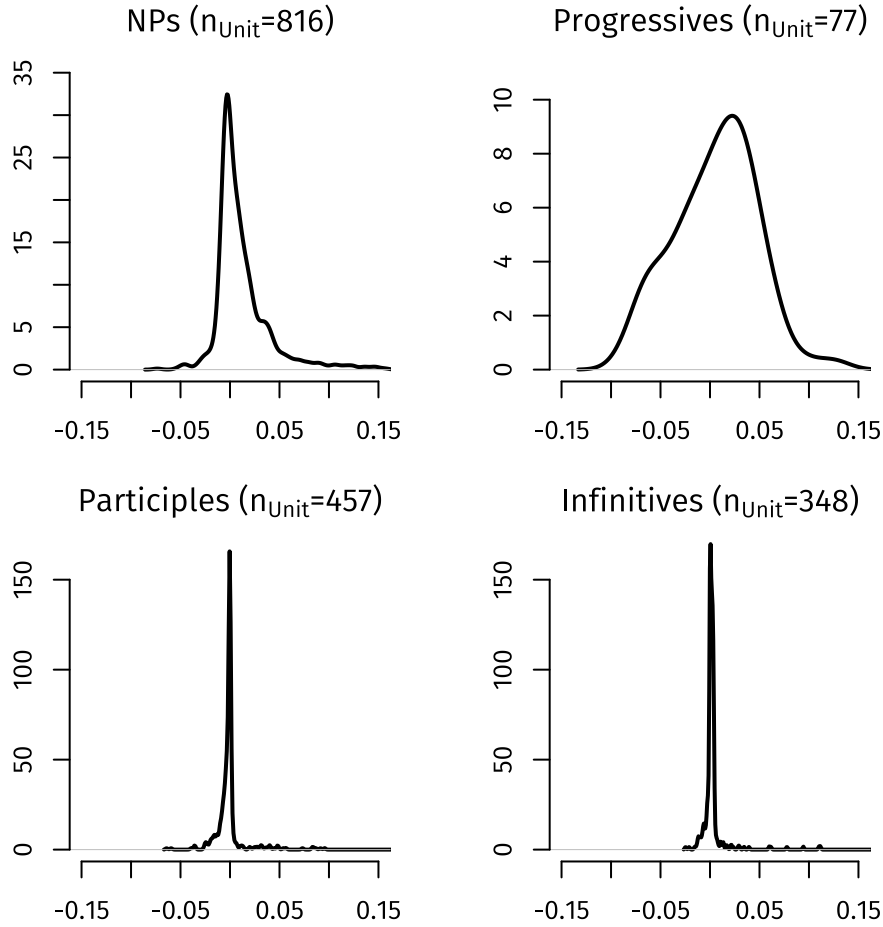 NPs (nUnit=816)
35
25
15
5
0
-0.15 -0.05 0.05 0.15
Progressives (nUnit=77)
10
8
6
4
2
0
-0.15 -0.05 0.05 0.15
Participles (nUnit=457)
150
100
50
0
-0.15 -0.05 0.05 0.15
Infinitives (nUnit=348)
150
100
50
0
-0.15 -0.05 0.05 0.15